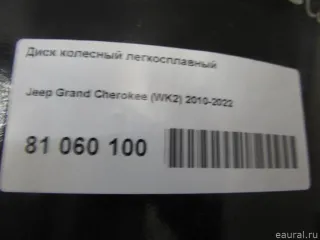 Диск колесный легкосплавный
Jeep Grand Cherokee (WK2) 2010-2022
81 060 100
eaural.ru